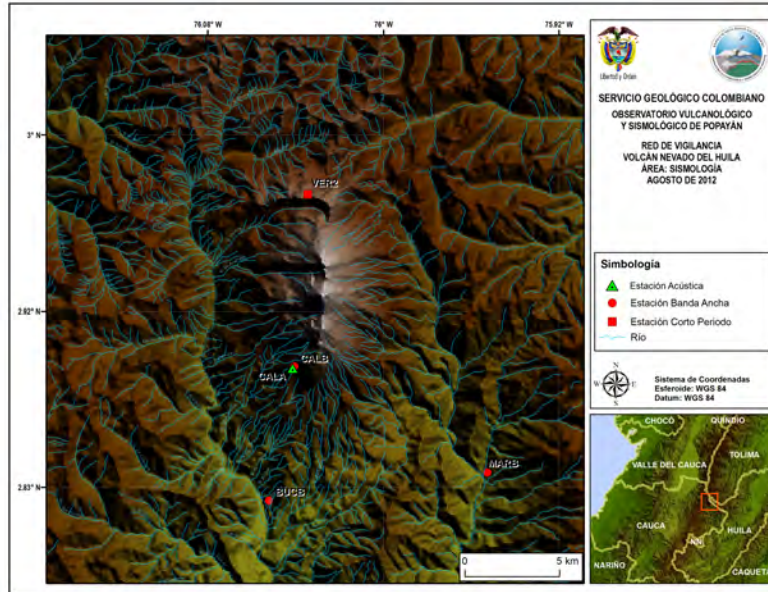 76.08° W
76° W
75.92° W
3° N
2.92° N
2.83° N
VER2
CALB
CALA
MARB
BUCB
0
5 km
Libertad y Orden
SERVICIO GEOLÓGICO COLOMBIANO
OBSERVATORIO VULCANOLÓGICO
Y SISMOLÓGICO DE POPAYÁN
RED DE VIGILANCIA
VOLCÁN NEVADO DEL HUILA
ÁREA: SISMOLOGÍA
AGOSTO DE 2012
Simbología
Estación Acústica
Estación Banda Ancha
Estación Corto Periodo
Río
N
W
E
S
Sistema de Coordenadas
Esferoide: WGS 84
Datum: WGS 84
CHOCÓ
QUINDIO
TOLIMA
VALLE DEL CAUCA
CAUCA
HUILA
NN
NARIÑO
CAQUETA